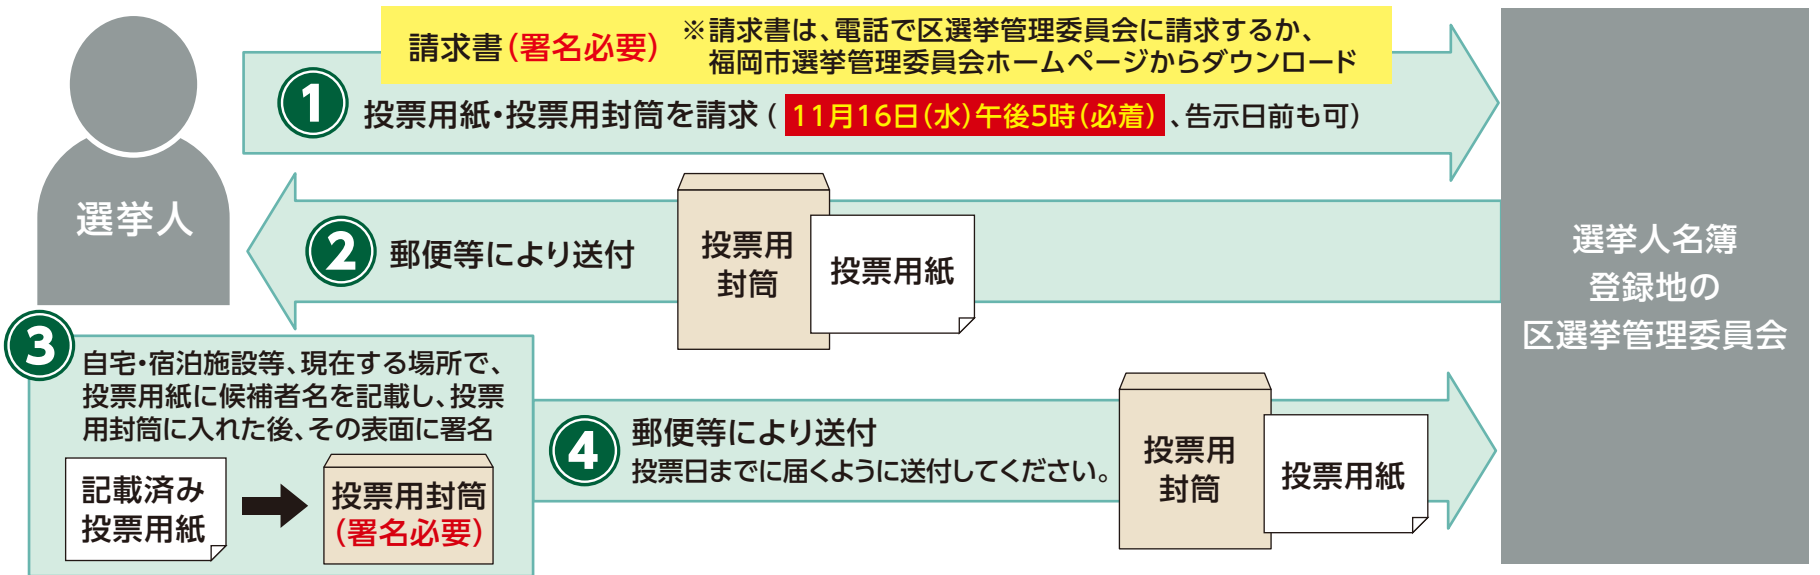 請求書(署名必要)
※請求書は、電話で区選挙管理委員会に請求するか、
福岡市選挙管理委員会ホームページからダウンロード
1 投票用紙・投票用封筒を請求(11月16日(水)午後5時(必着)、告示日前も可)
選挙人
2 郵便等により送付
投票用
封筒
投票用紙
選挙人名簿
登録地の
区選挙管理委員会
3 自宅・宿泊施設等、現在する場所で、
投票用紙に候補者名を記載し、投票
用封筒に入れた後、その表面に署名
記載済み
投票用紙
投票用封筒
(署名必要)
4 郵便等により送付
投票日までに届くように送付してください。
投票用
封筒
投票用紙